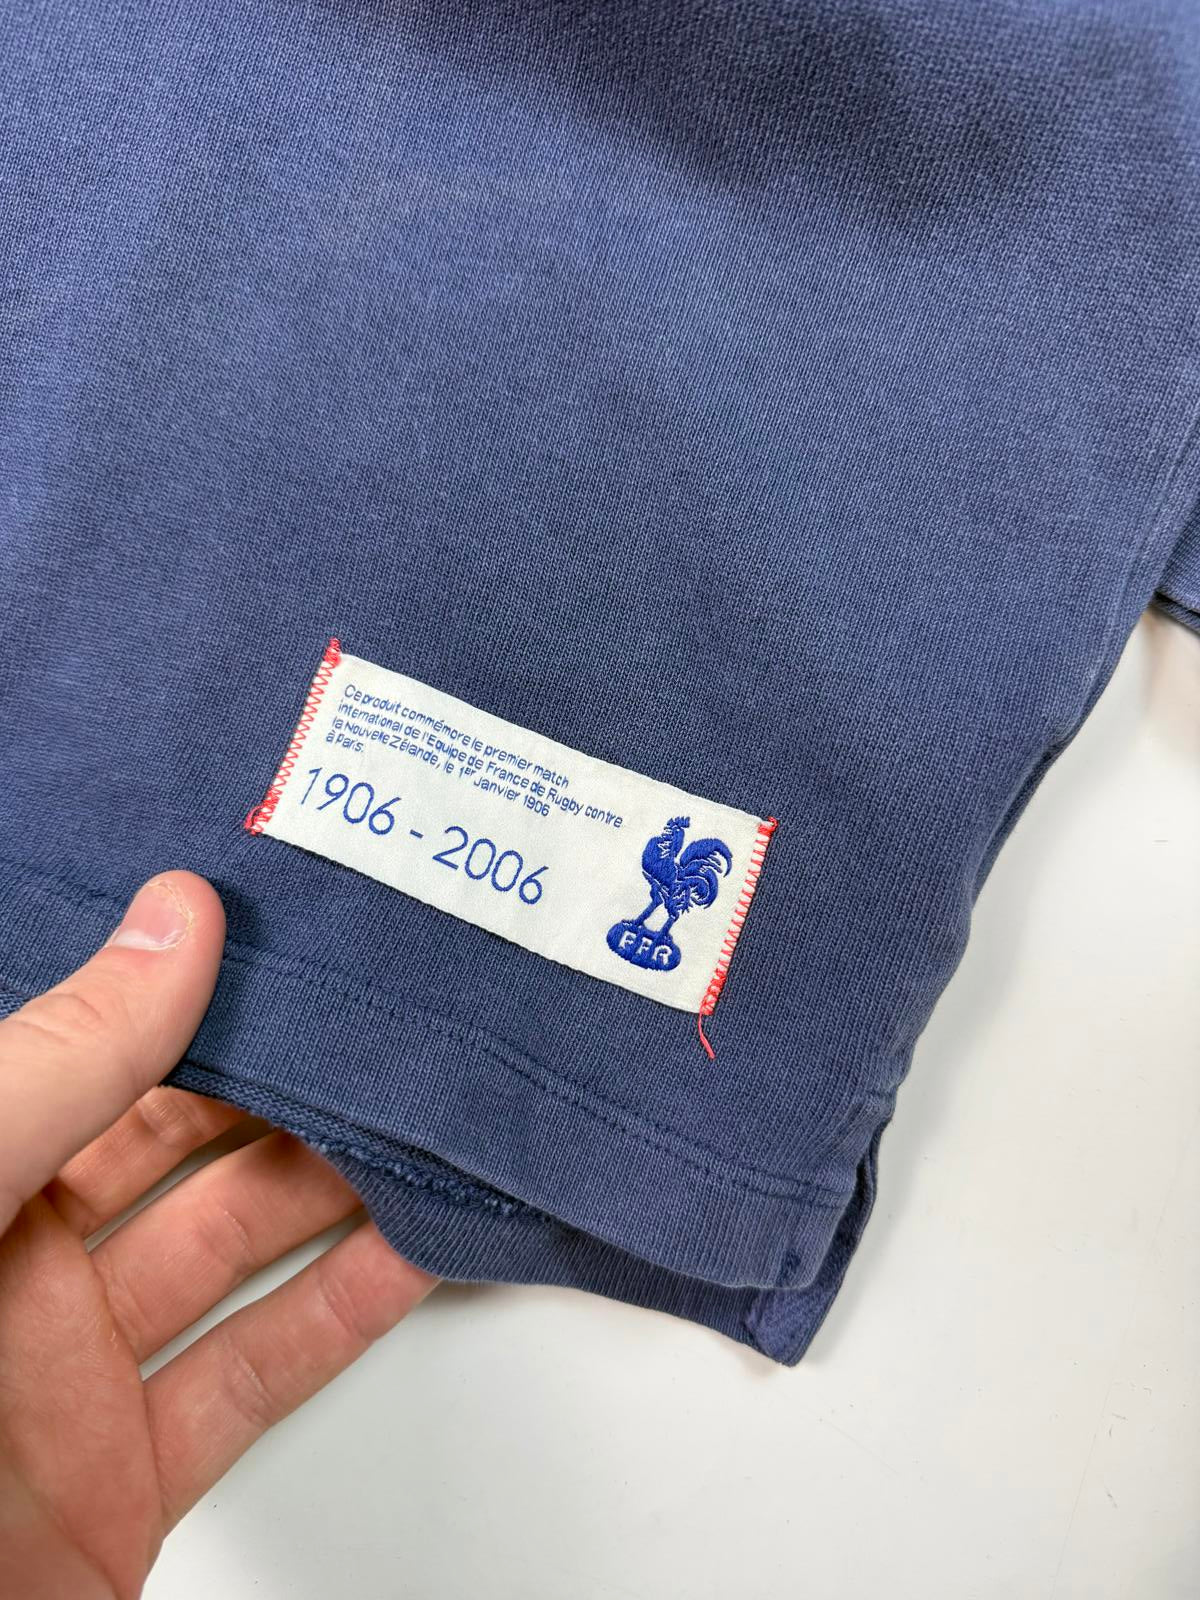 Ce produit commémore le premier match
international de l'Equipe de France de Rugby contre
la Nouvelle Zélande, le 1er Janvier 1906
à Paris.
1906 - 2006
FFR